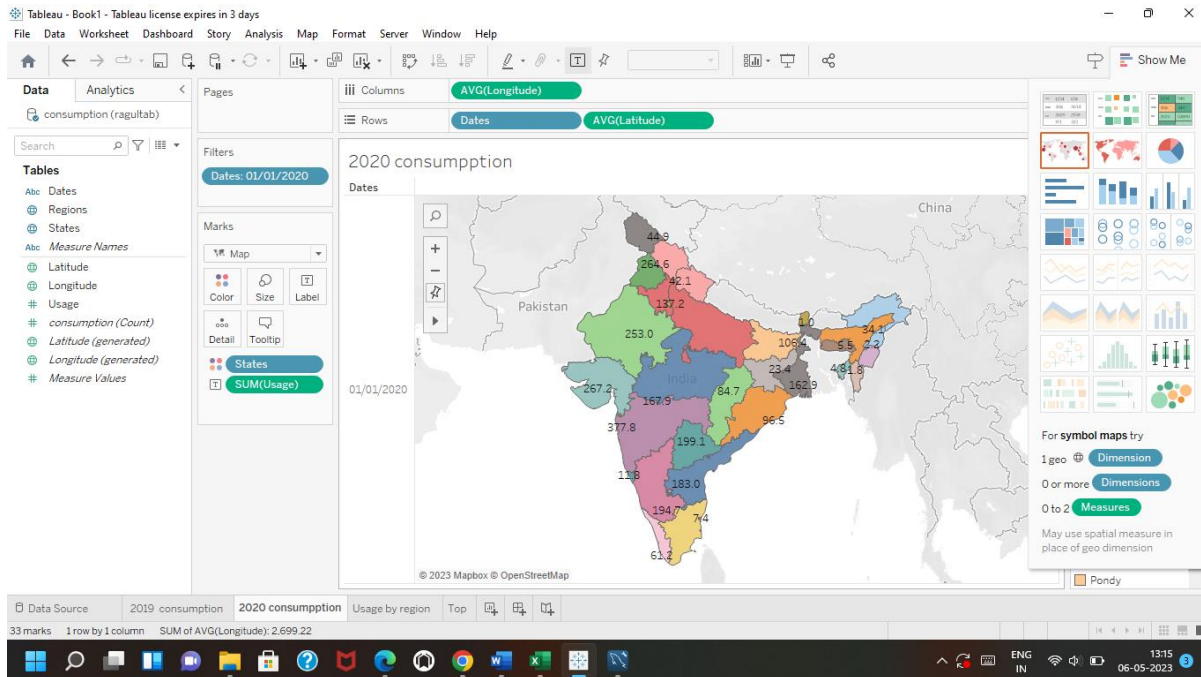 Tableau - Book1 - Tableau license expires in 3 days
File Data Worksheet Dashboard Story Analysis Map Format Server Window Help
Show Me
Data Analytics
consumption (ragultab)
Search
Tables
Abc Dates
Regions
States
Abc Measure Names
Latitude
Longitude
# Usage
# consumption (Count)
Latitude (generated)
Longitude (generated)
# Measure Values
Pages
Filters
Dates: 01/01/2020
Marks
Map
Color Size Label
Detail Tooltip
States
SUM(Usage)
Columns AVG(Longitude)
Rows Dates AVG(Latitude)
2020 consumpption
Dates
01/01/2020
China
Pakistan
India
44.9
264.6
42.1
137.2
253.0
1.0
34.1
106.4
5.5
2.2
23.4
4.8
1.8
267.2
167.9
84.7
162.9
377.8
96.5
199.1
11.8
183.0
194.7
7.4
61.2
© 2023 Mapbox © OpenStreetMap
For symbol maps try
1 geo Dimension
0 or more Dimensions
0 to 2 Measures
May use spatial measure in
place of geo dimension
Pondy
Data Source 2019 consumption 2020 consumpption Usage by region Top
33 marks 1 row by 1 column SUM of AVG(Longitude): 2,699.22
ENG
IN
13:15
06-05-2023
3